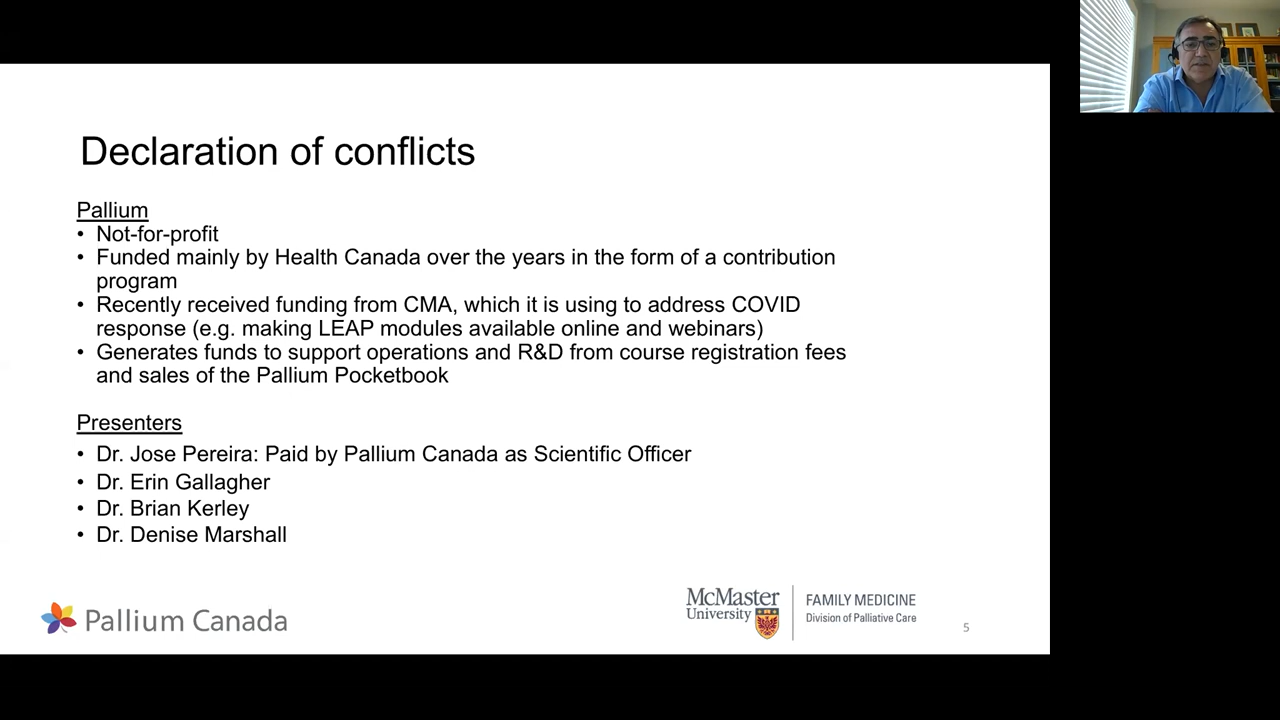 Declaration of conflicts
Pallium
• Not-for-profit
• Funded mainly by Health Canada over the years in the form of a contribution
program
• Recently received funding from CMA, which it is using to address COVID
response (e.g. making LEAP modules available online and webinars)
• Generates funds to support operations and R&D from course registration fees
and sales of the Pallium Pocketbook
Presenters
• Dr. Jose Pereira: Paid by Pallium Canada as Scientific Officer
• Dr. Erin Gallagher
• Dr. Brian Kerley
• Dr. Denise Marshall
Pallium Canada
McMaster
University
FAMILY MEDICINE
Division of Palliative Care
5